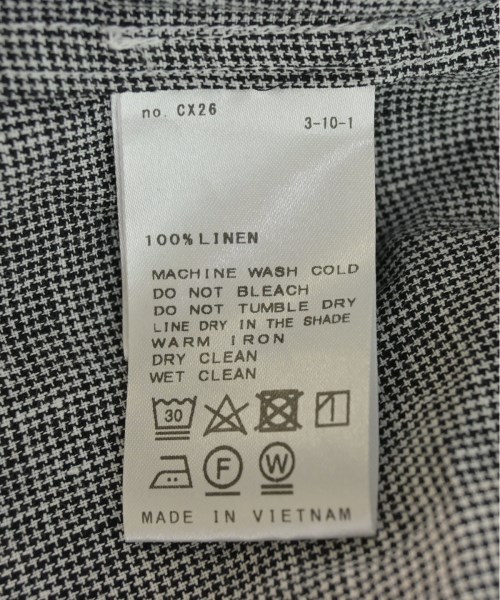 no. CX26
3-10-1
100% LINEN
MACHINE WASH COLD
DO NOT BLEACH
DO NOT TUMBLE DRY
LINE DRY IN THE SHADE
WARM IRON
DRY CLEAN
WET CLEAN
30
F W
MADE IN VIETNAM